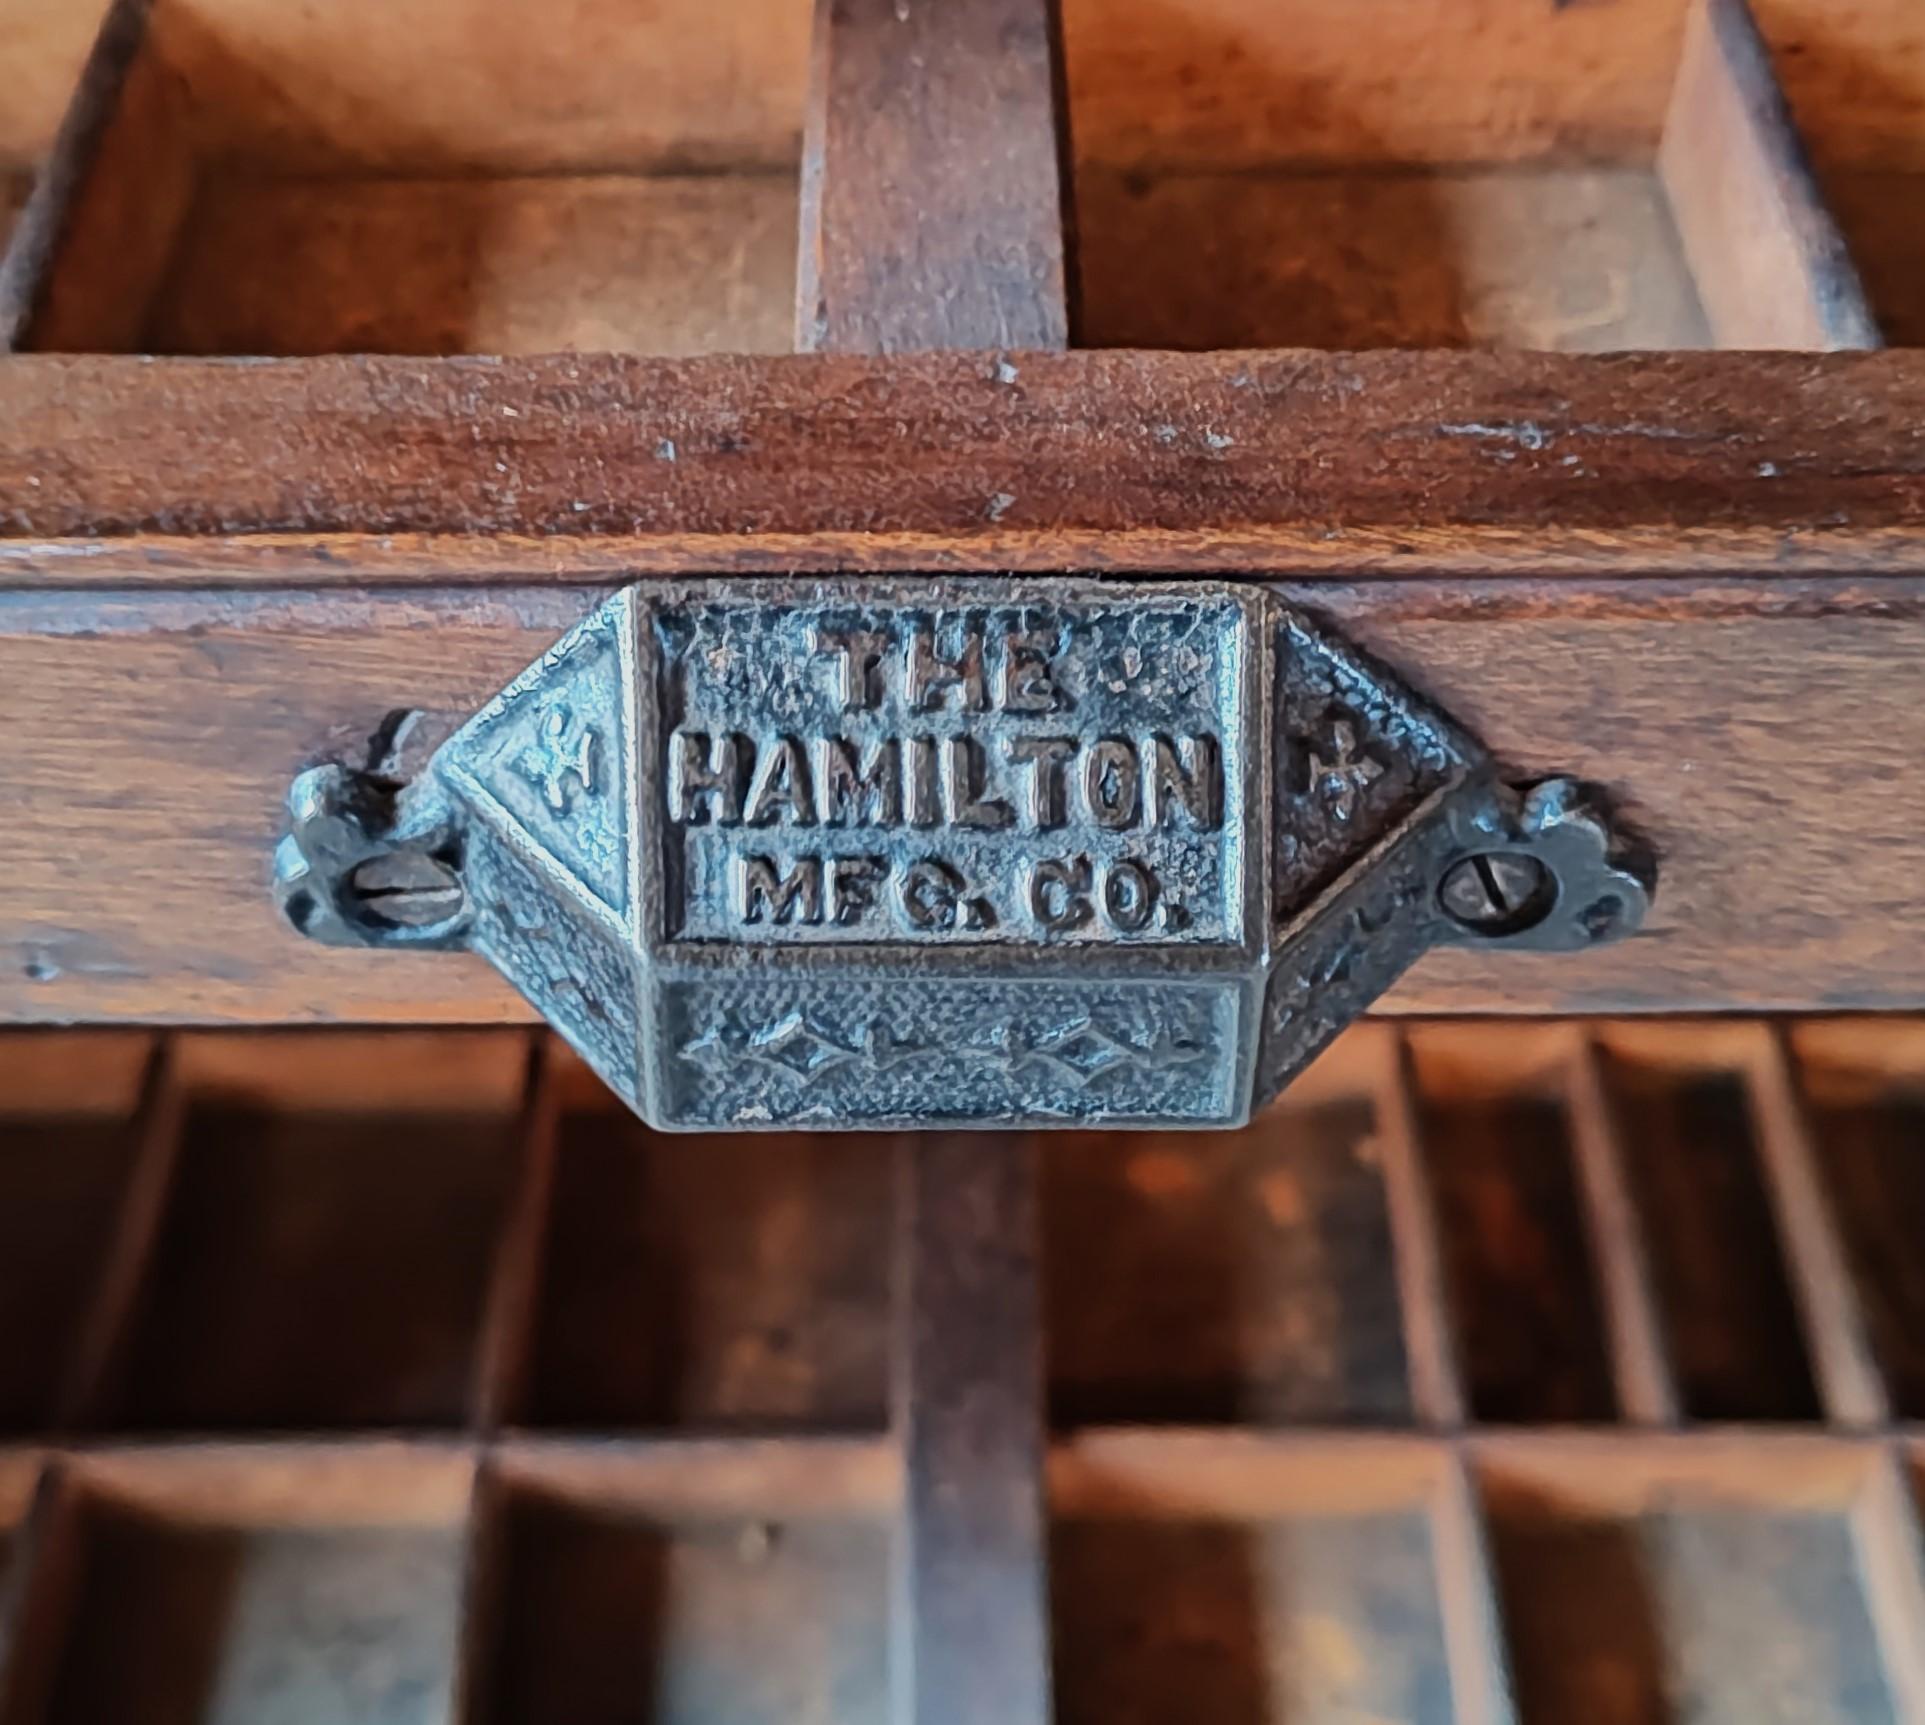 THE
HAMILTON
MFG. CO.